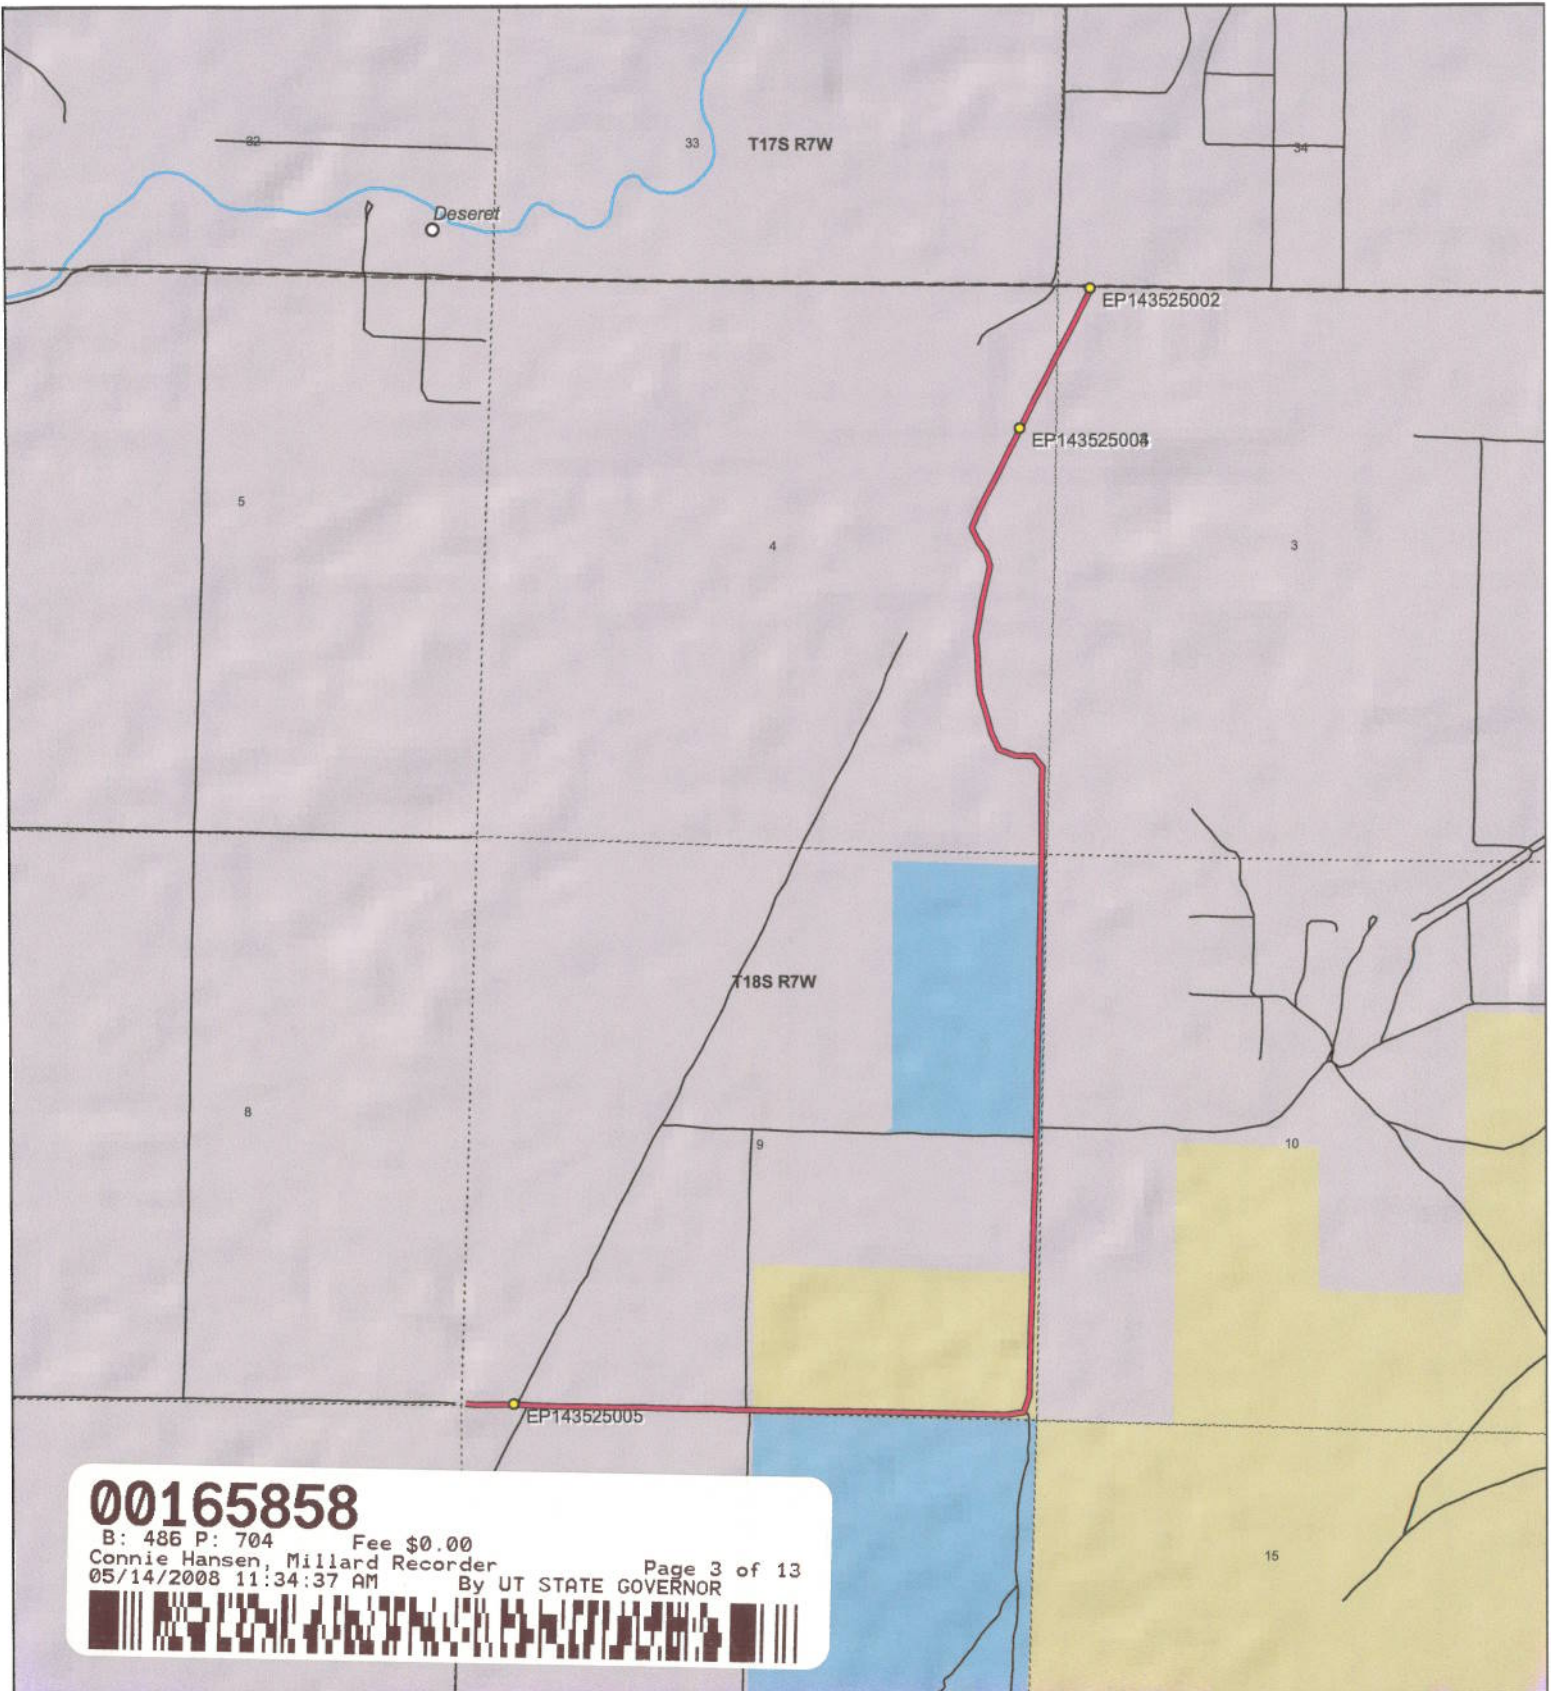 32
33
T17S R7W
34
Deseret
EP143525002
5
4
3
T18S R7W
8
9
10
EP143525005
00165858
B: 486 P: 704 Fee $0.00
Connie Hansen, Millard Recorder Page 3 of 13
05/14/2008 11:34:37 AM By UT STATE GOVERNOR
15